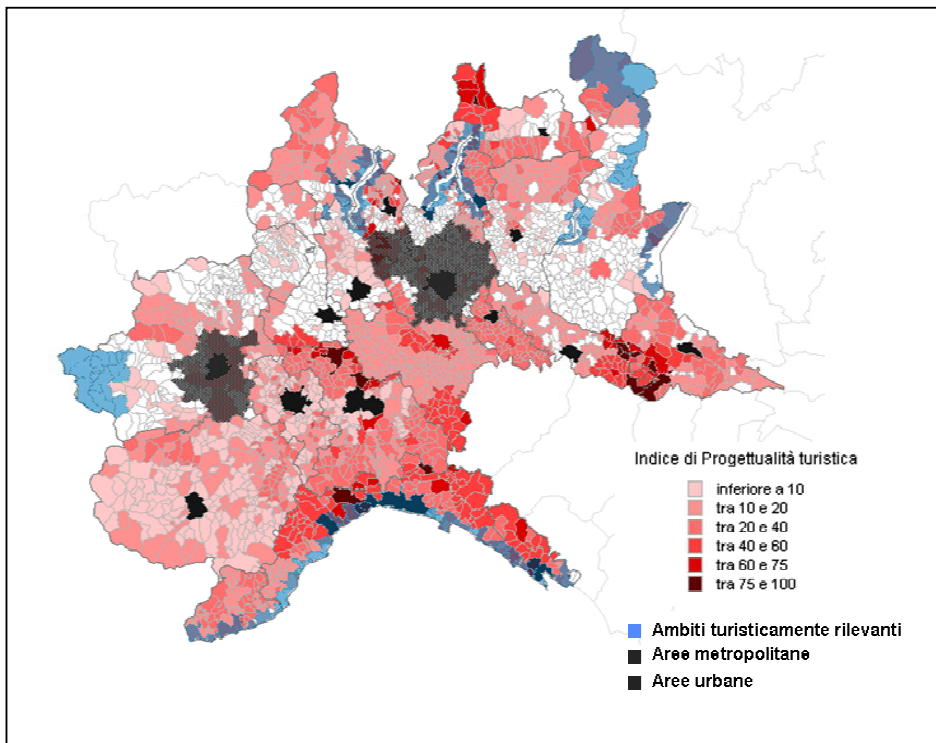 Indice di Progettualità turistica
inferiore a 10
tra 10 e 20
tra 20 e 40
tra 40 e 60
tra 60 e 75
tra 75 e 100
Ambiti turisticamente rilevanti
Aree metropolitane
Aree urbane